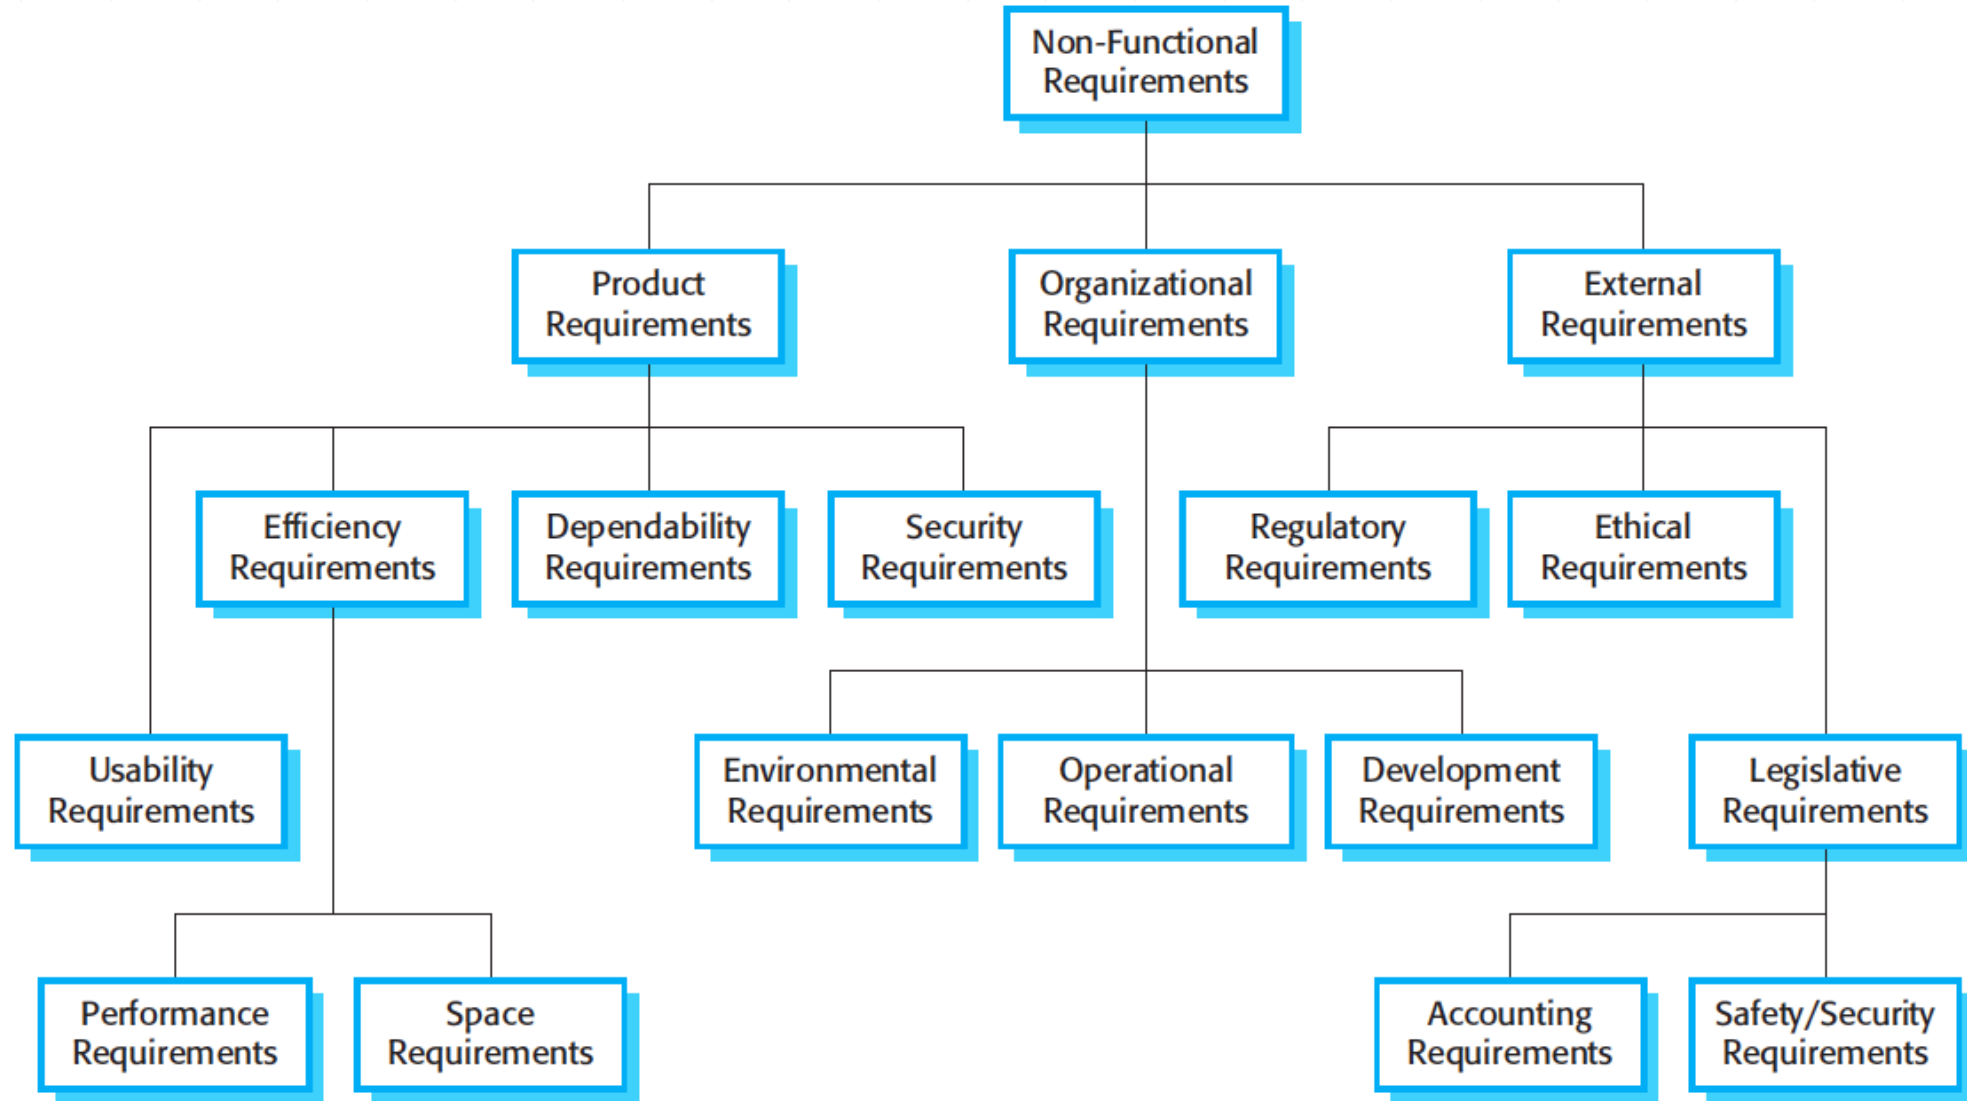 Non-Functional
Requirements
Product
Requirements
Organizational
Requirements
External
Requirements
Efficiency
Requirements
Dependability
Requirements
Security
Requirements
Regulatory
Requirements
Ethical
Requirements
Usability
Requirements
Environmental
Requirements
Operational
Requirements
Development
Requirements
Legislative
Requirements
Performance
Requirements
Space
Requirements
Accounting
Requirements
Safety/Security
Requirements